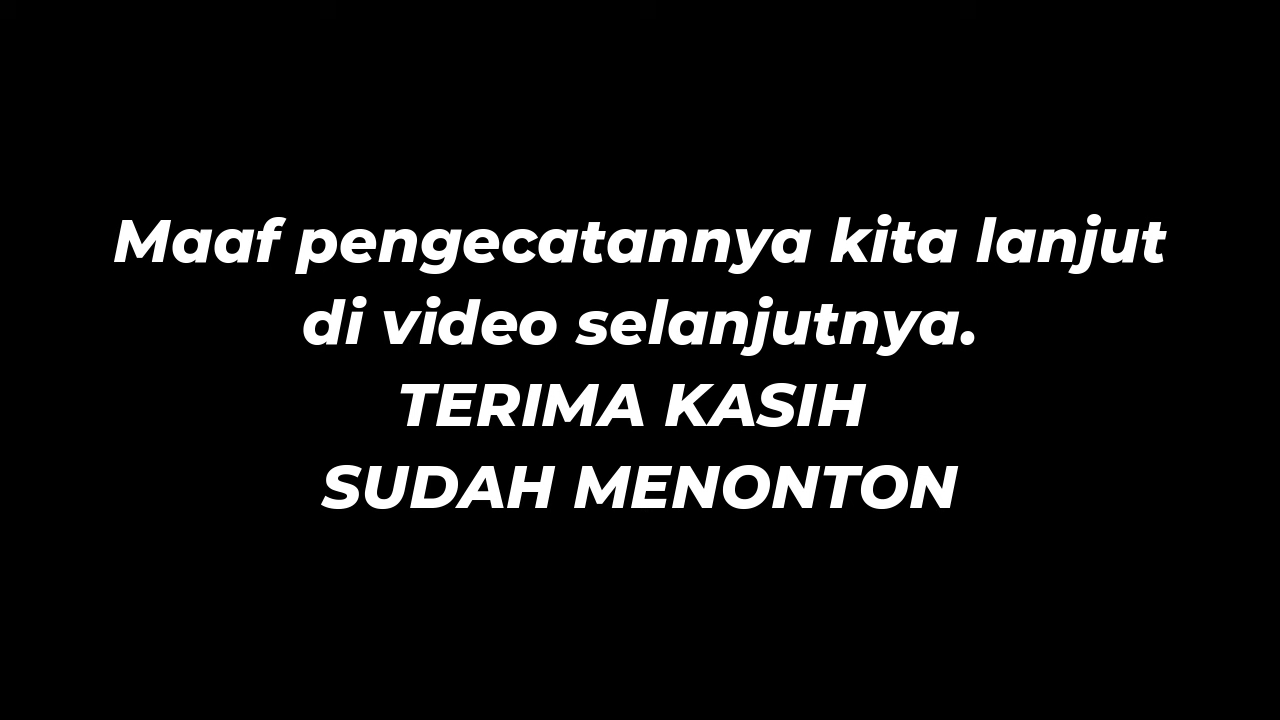 Maaf pengecatannya kita lanjut
di video selanjutnya.
TERIMA KASIH
SUDAH MENONTON